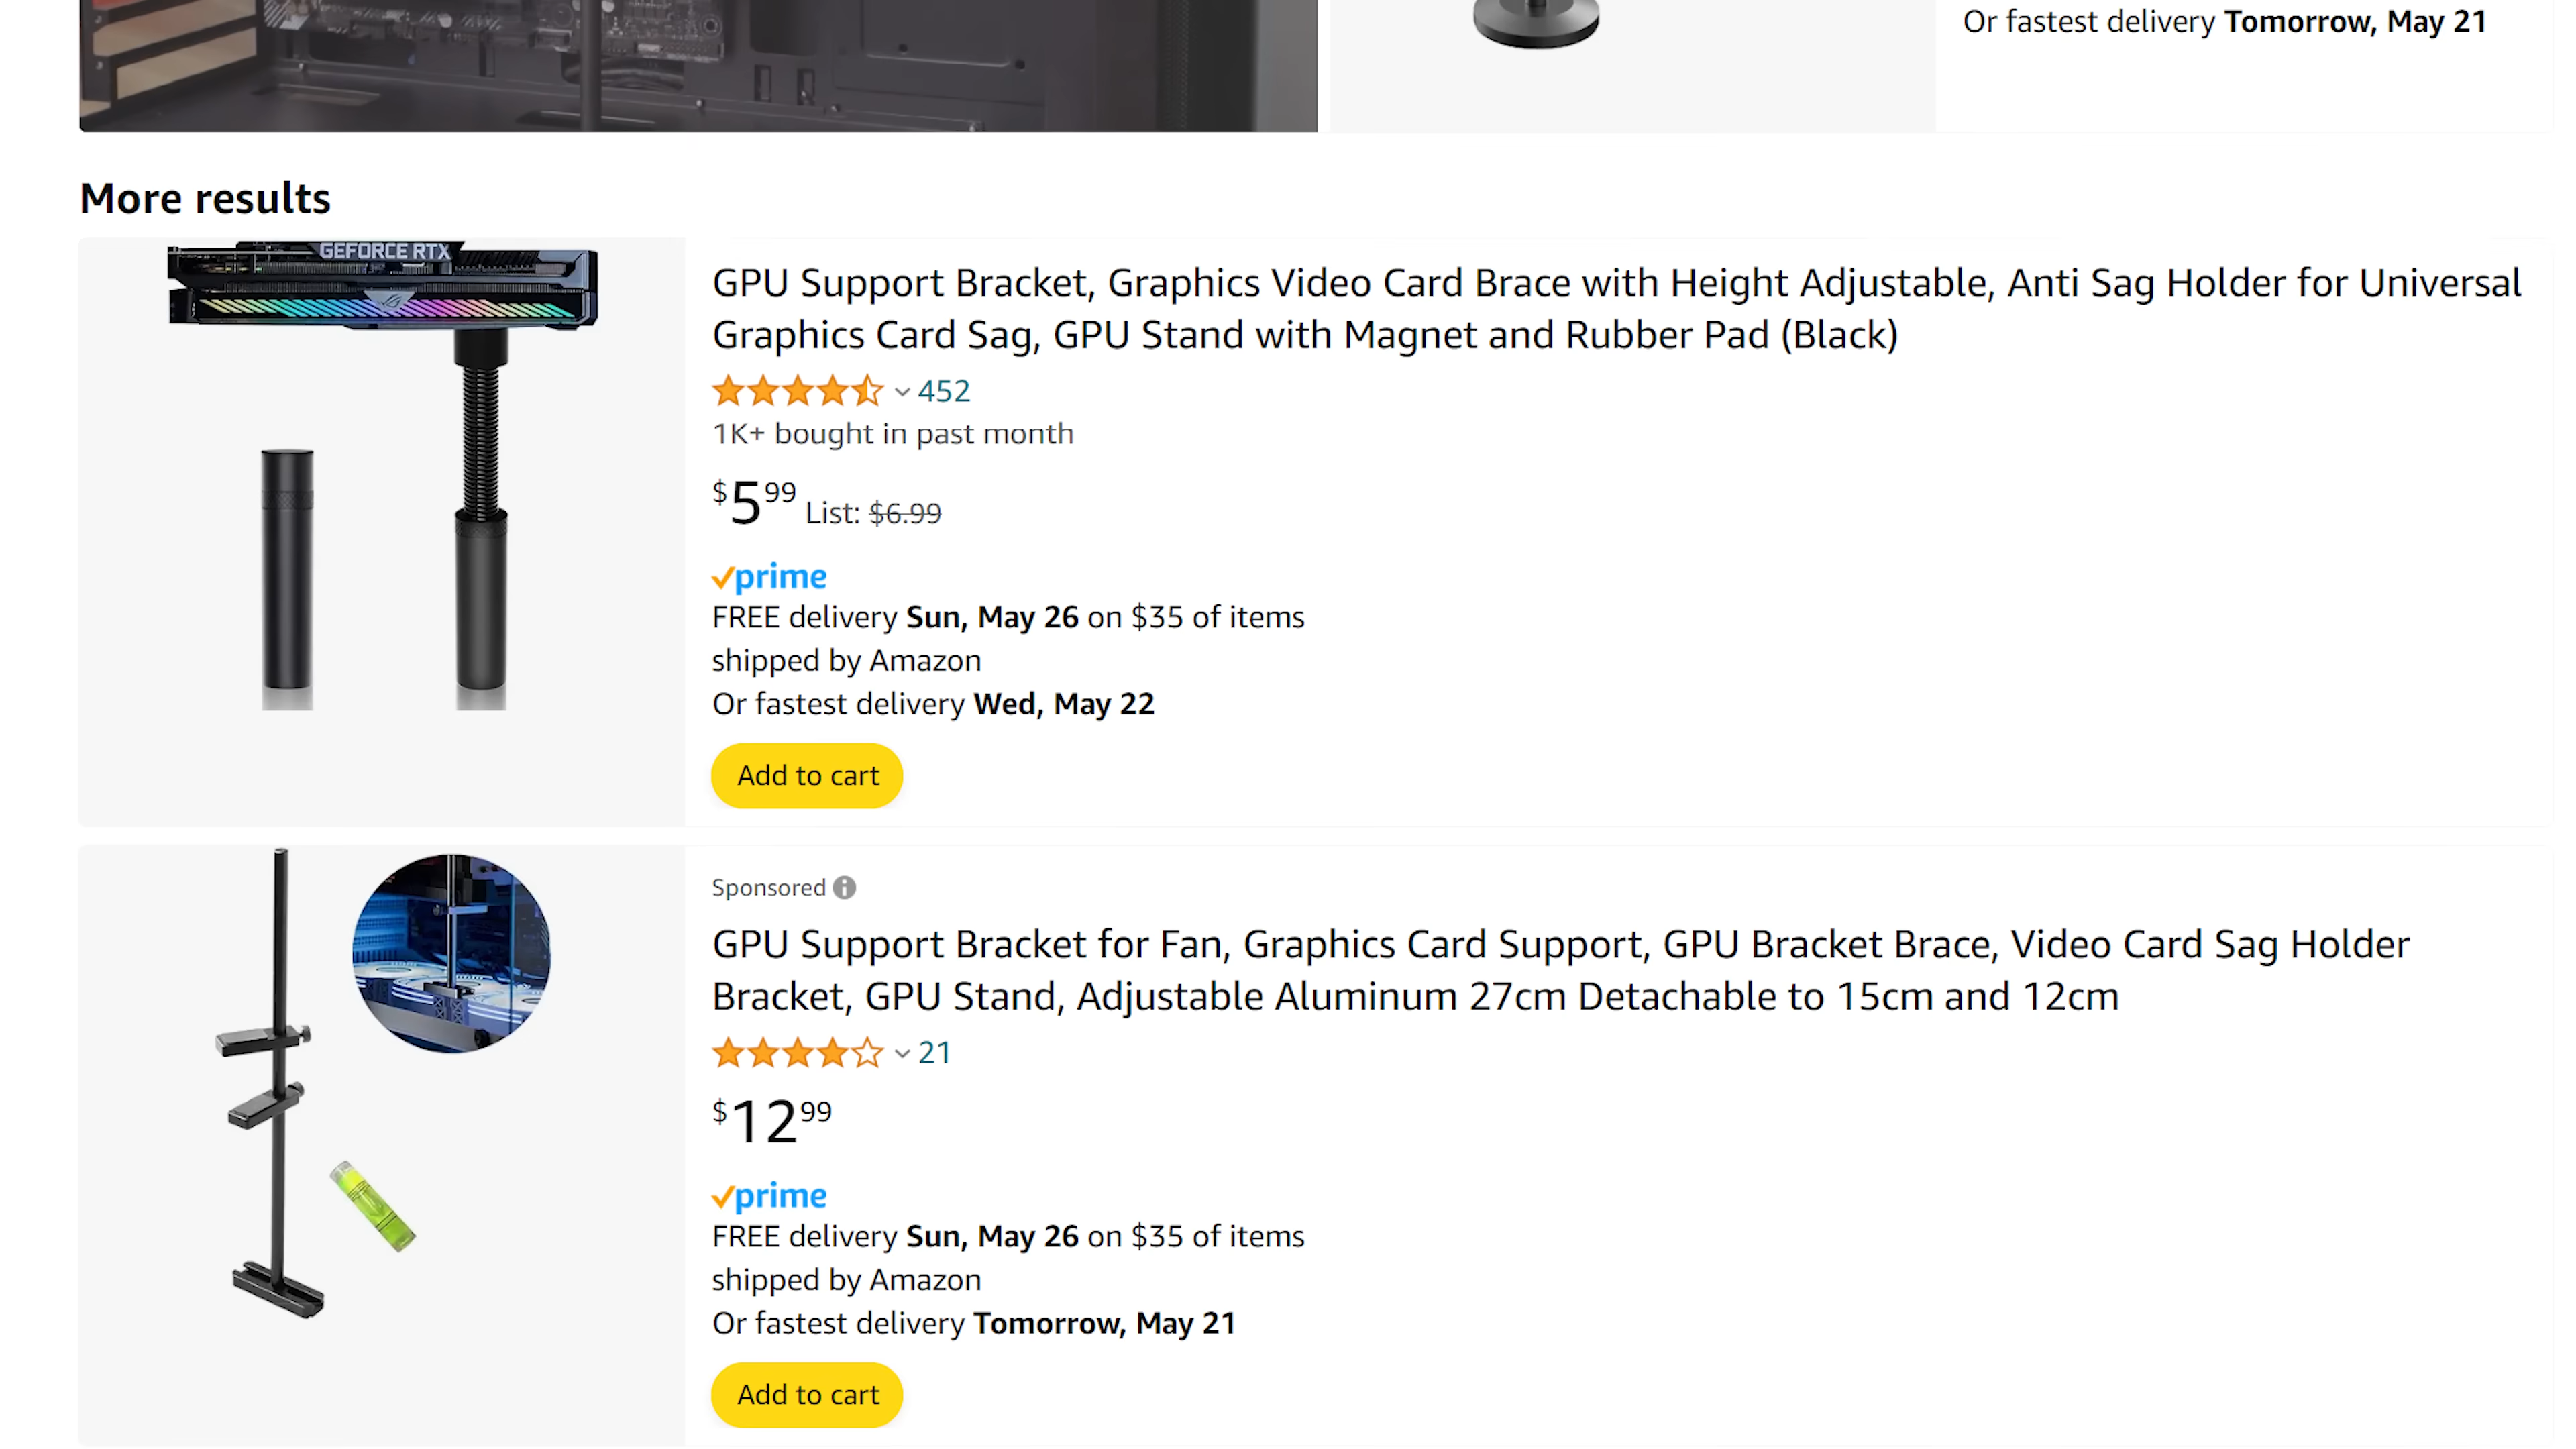 Or fastest delivery Tomorrow, May 21
More results
GEFORCE RTX
GPU Support Bracket, Graphics Video Card Brace with Height Adjustable, Anti Sag Holder for Universal
Graphics Card Sag, GPU Stand with Magnet and Rubber Pad (Black)
452
1K+ bought in past month
$5.99 List: $6.99
prime
FREE delivery Sun, May 26 on $35 of items
shipped by Amazon
Or fastest delivery Wed, May 22
Add to cart
Sponsored
GPU Support Bracket for Fan, Graphics Card Support, GPU Bracket Brace, Video Card Sag Holder
Bracket, GPU Stand, Adjustable Aluminum 27cm Detachable to 15cm and 12cm
21
$12.99
prime
FREE delivery Sun, May 26 on $35 of items
shipped by Amazon
Or fastest delivery Tomorrow, May 21
Add to cart